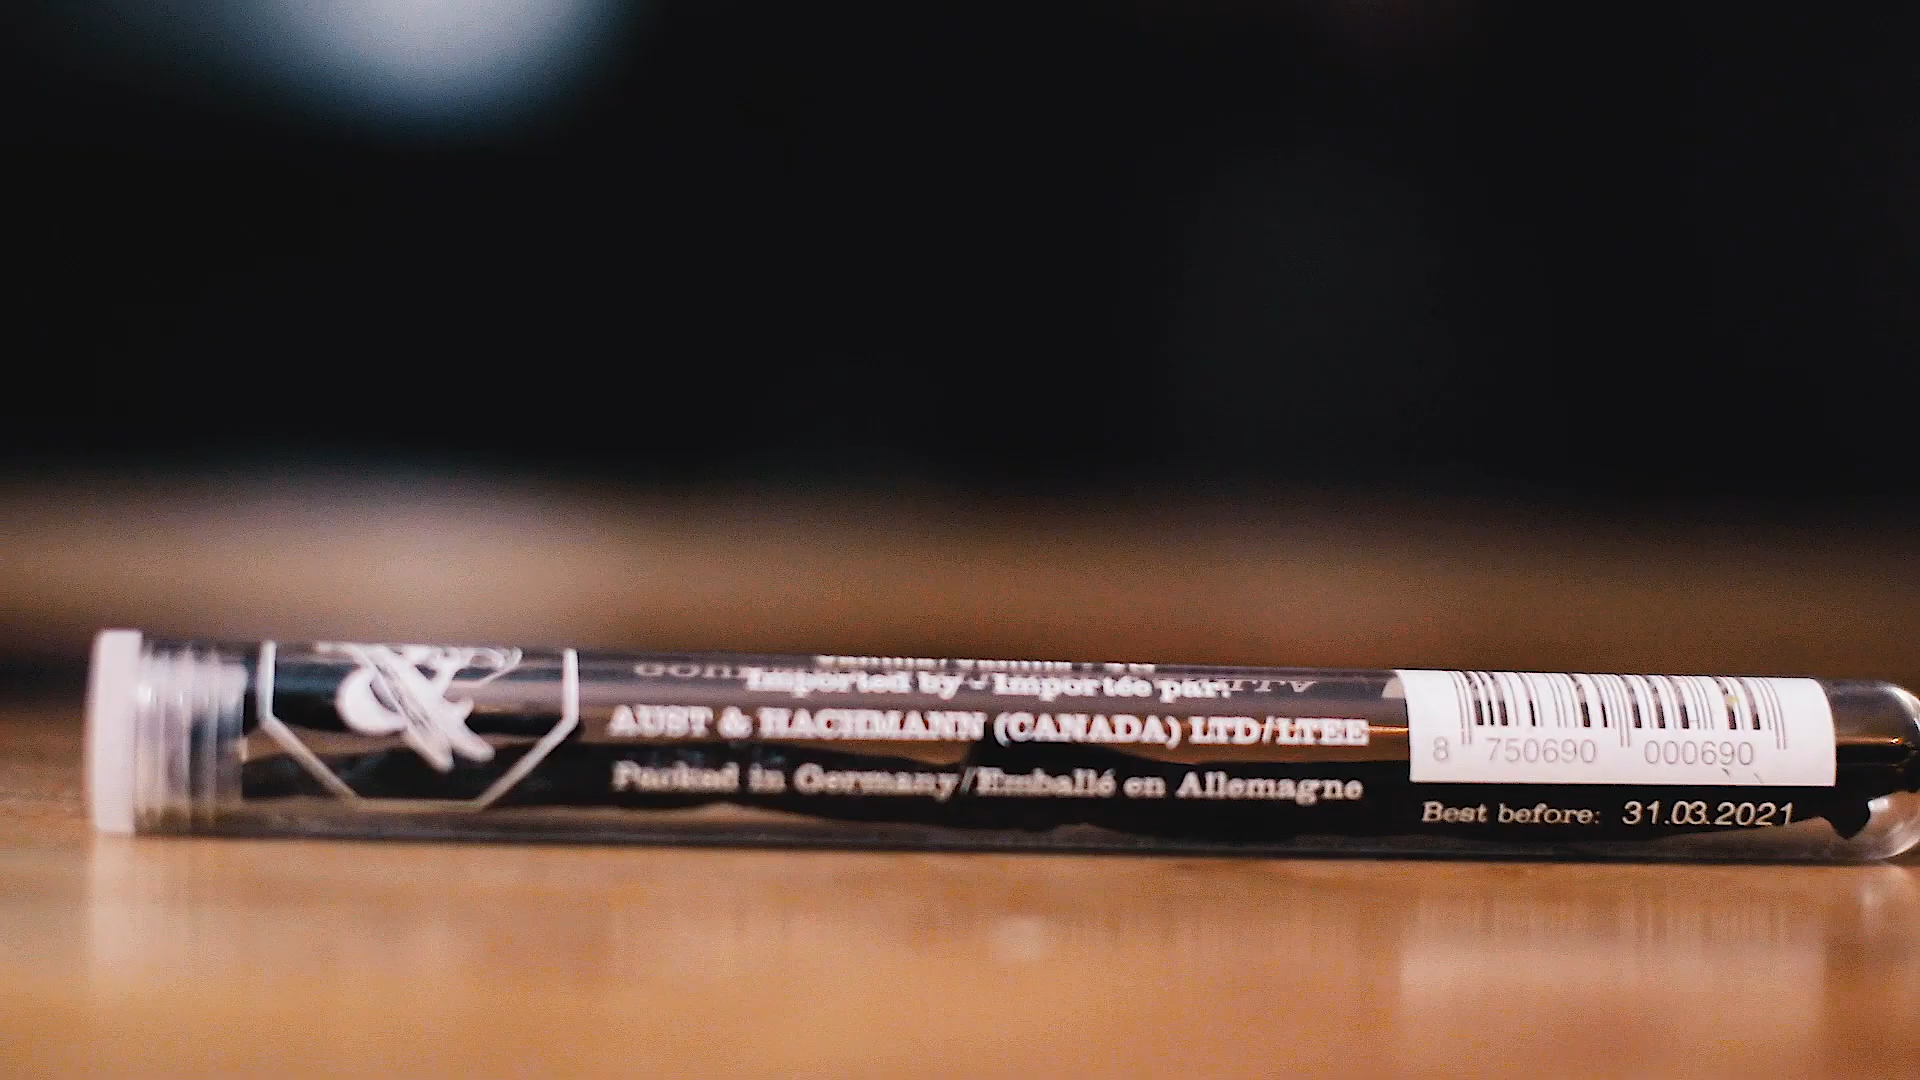 Imported by - Importée par:
AUST & HACHMANN (CANADA) LTD/LTEE
Packed in Germany/Emballé en Allemagne
8 750690 000690
Best before: 31.03.2021